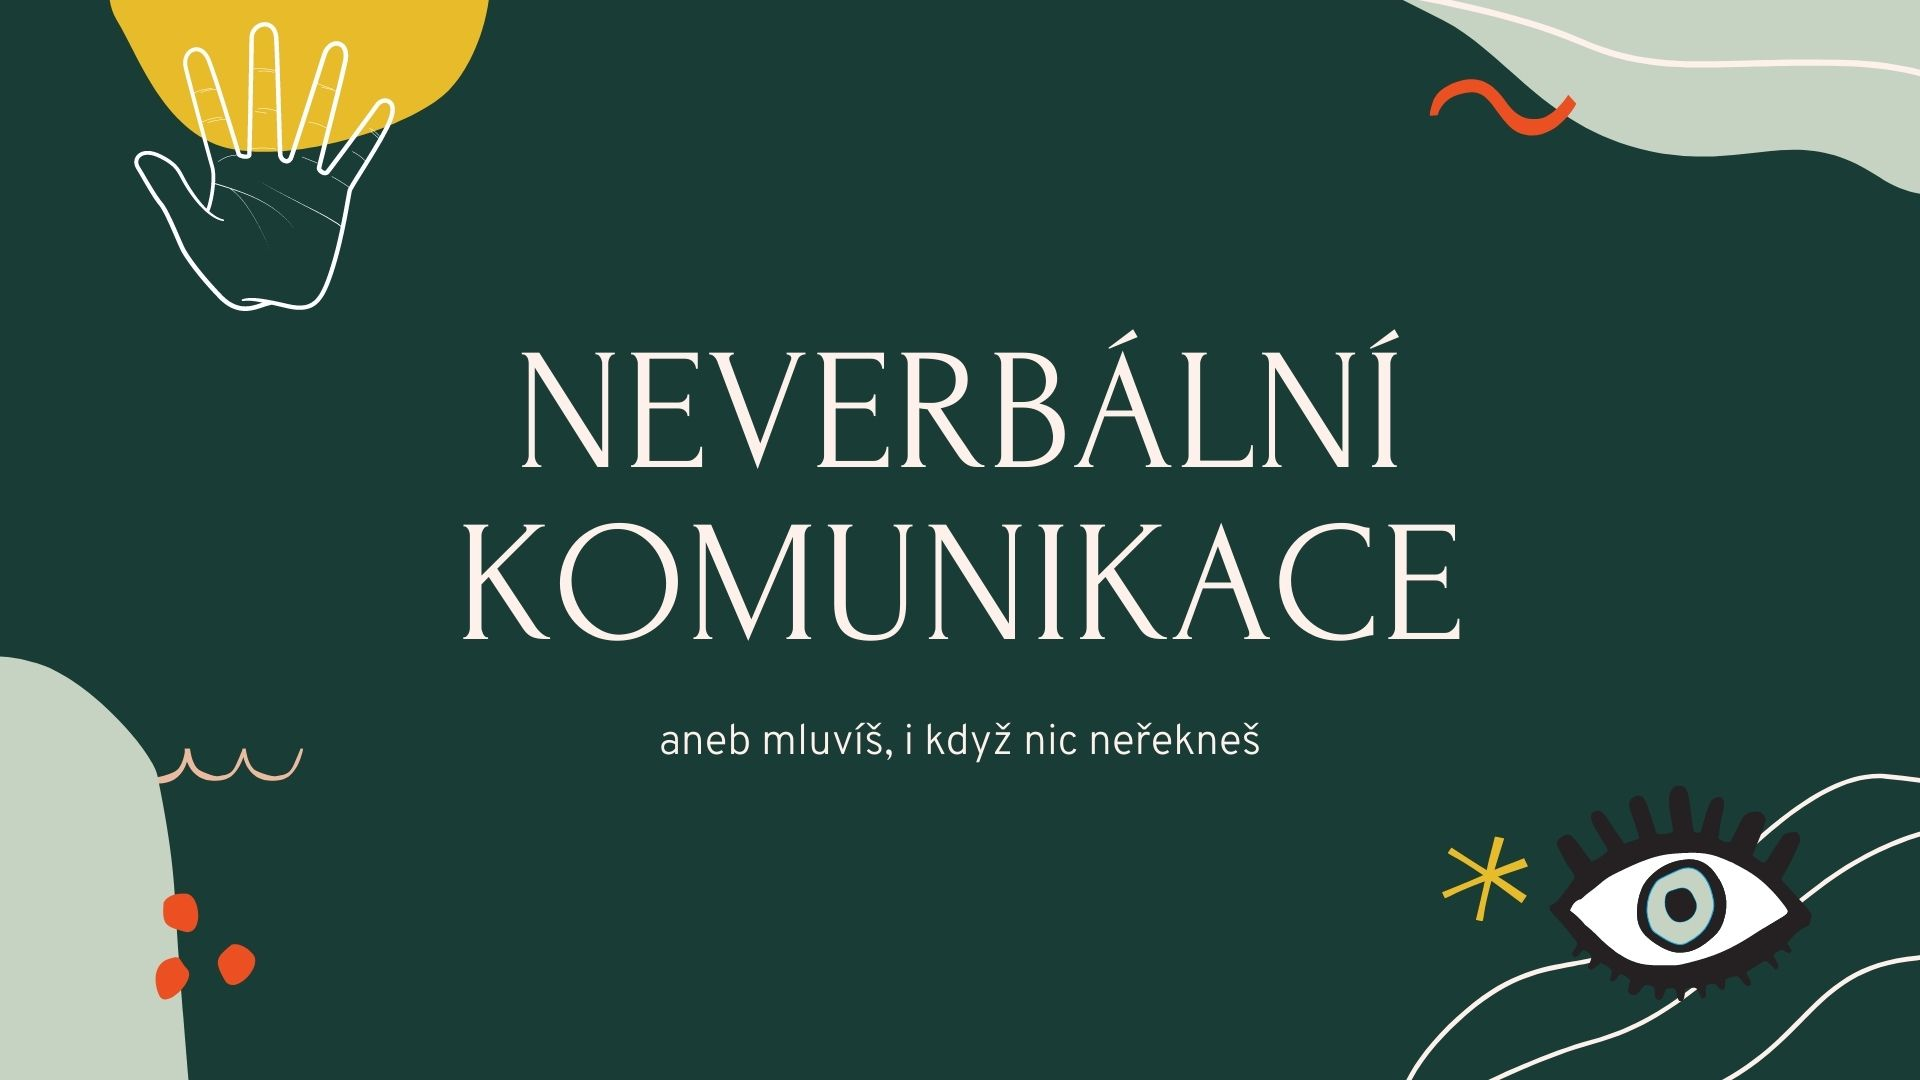 NEVERBÁLNÍ
KOMUNIKACE
aneb mluvíš, i když nic neřekneš